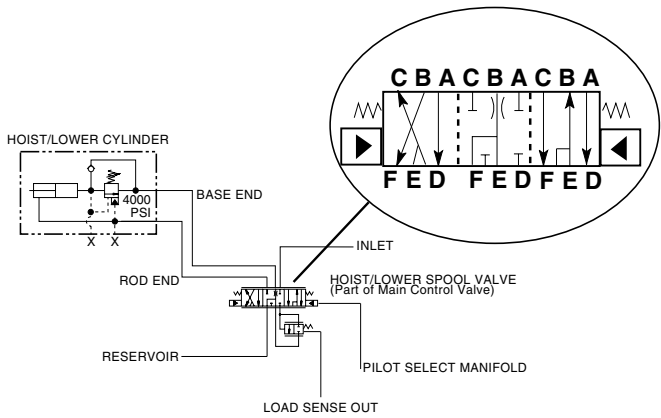 C B A C B A C B A
F E D F E D F E D
HOIST/LOWER CYLINDER
4000
PSI
BASE END
X X
INLET
ROD END
HOIST/LOWER SPOOL VALVE
(Part of Main Control Valve)
RESERVOIR
PILOT SELECT MANIFOLD
LOAD SENSE OUT